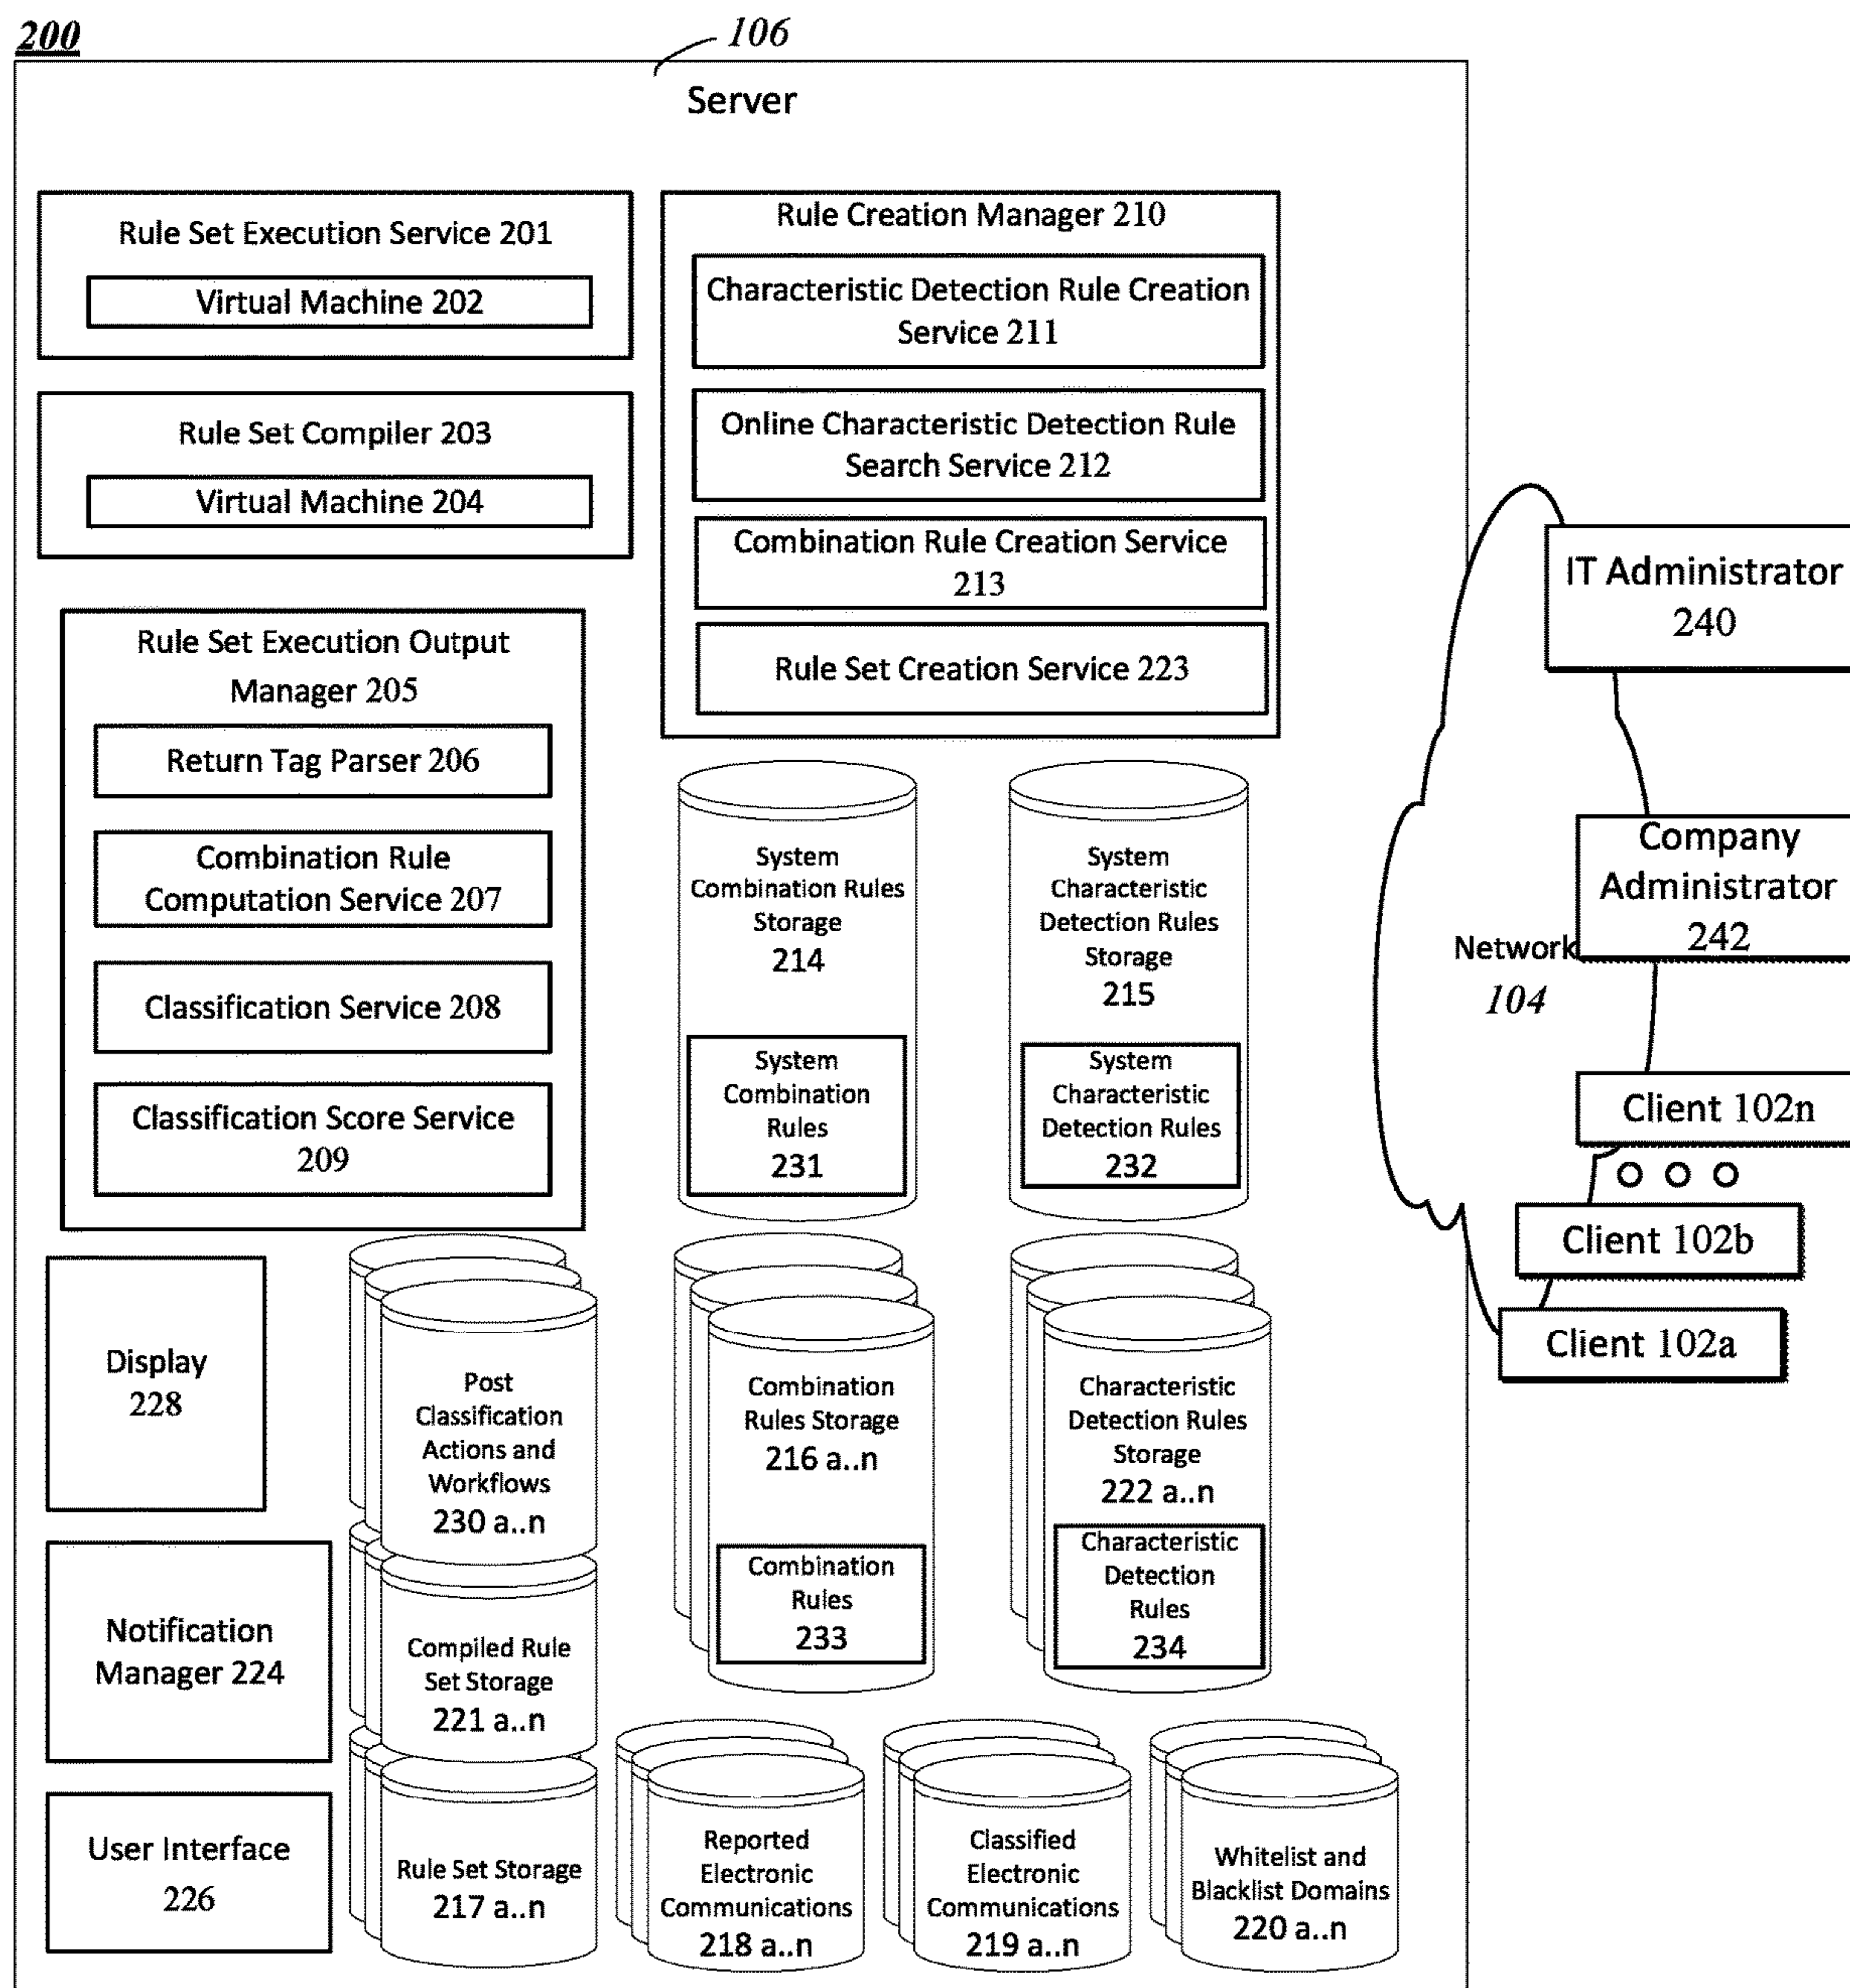 200
106
Server
Rule Set Execution Service 201
Virtual Machine 202
Rule Set Compiler 203
Virtual Machine 204
Rule Set Execution Output
Manager 205
Return Tag Parser 206
Combination Rule
Computation Service 207
Classification Service 208
Classification Score Service
209
Rule Creation Manager 210
Characteristic Detection Rule Creation
Service 211
Online Characteristic Detection Rule
Search Service 212
Combination Rule Creation Service
213
Rule Set Creation Service 223
System
Combination Rules
Storage
214
System
Combination
Rules
231
System
Characteristic
Detection Rules
Storage
215
System
Characteristic
Detection Rules
232
Display
228
Notification
Manager 224
User Interface
226
Post
Classification
Actions and
Workflows
230 a..n
Compiled Rule
Set Storage
221 a..n
Rule Set Storage
217 a..n
Combination
Rules Storage
216 a..n
Combination
Rules
233
Characteristic
Detection Rules
Storage
222 a..n
Characteristic
Detection
Rules
234
Reported
Electronic
Communications
218 a..n
Classified
Electronic
Communications
219 a..n
Whitelist and
Blacklist Domains
220 a..n
Network
104
IT Administrator
240
Company
Administrator
242
Client 102n
Client 102b
Client 102a